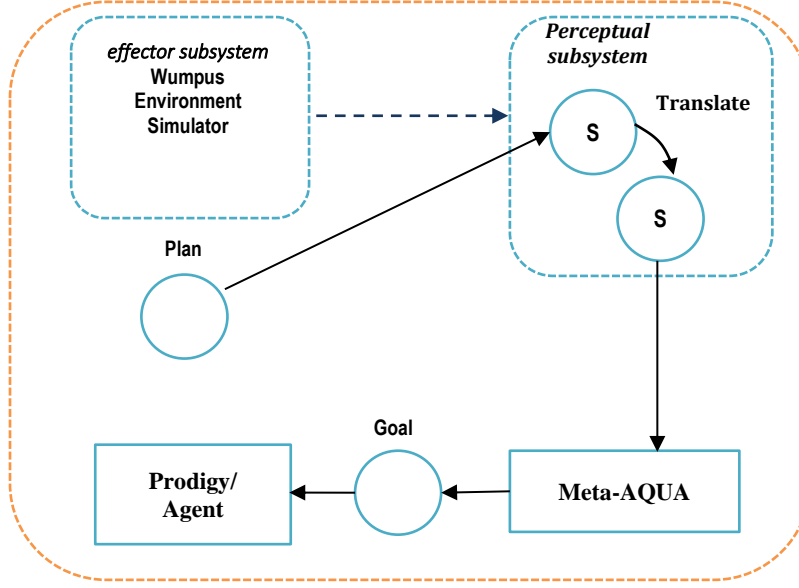 effector subsystem
Wumpus
Environment
Simulator
Perceptual
subsystem
Translate
S
S
Plan
Goal
Prodigy/
Agent
Meta-AQUA